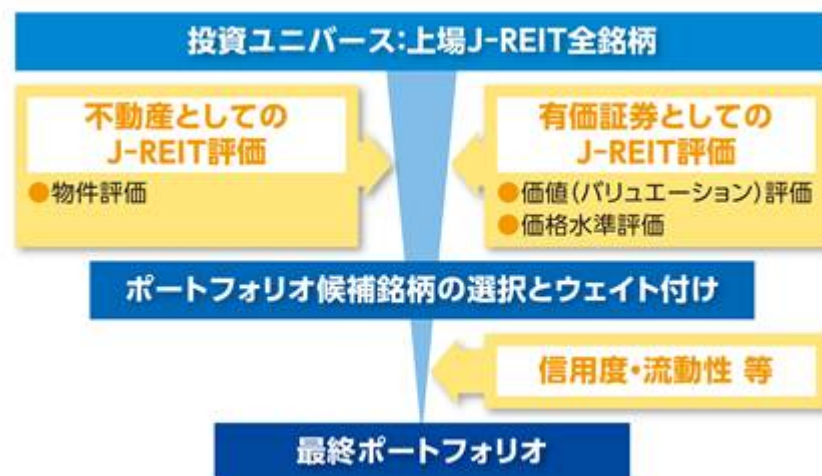 投資ユニバース:上場J-REIT全銘柄
不動産としての
J-REIT評価
●物件評価
有価証券としての
J-REIT評価
●価値(バリュエーション)評価
●価格水準評価
ポートフォリオ候補銘柄の選択とウェイト付け
信用度・流動性 等
最終ポートフォリオ